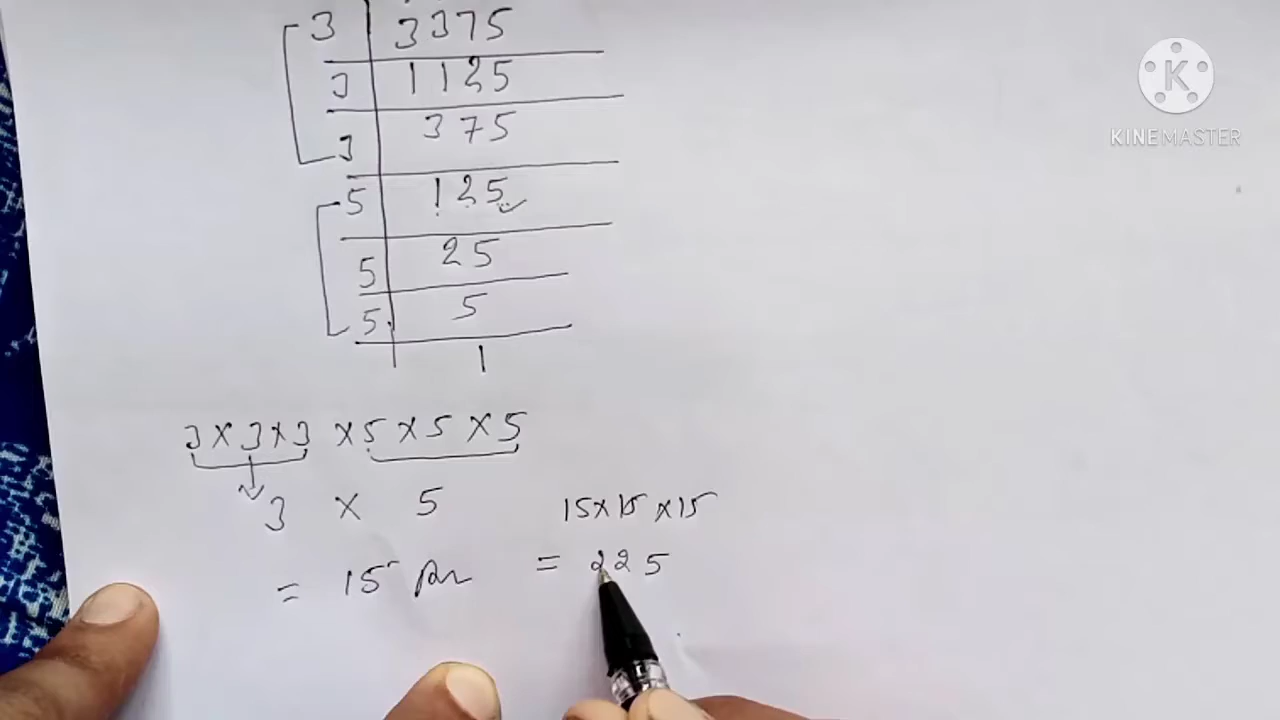 3 | 3375
3 | 1125
3 | 375
5 | 125
5 | 25
5 | 5
1
3 × 3 × 3 × 5 × 5 × 5
3 × 5
15 × 15 × 15
= 15
= 225
KINEMASTER